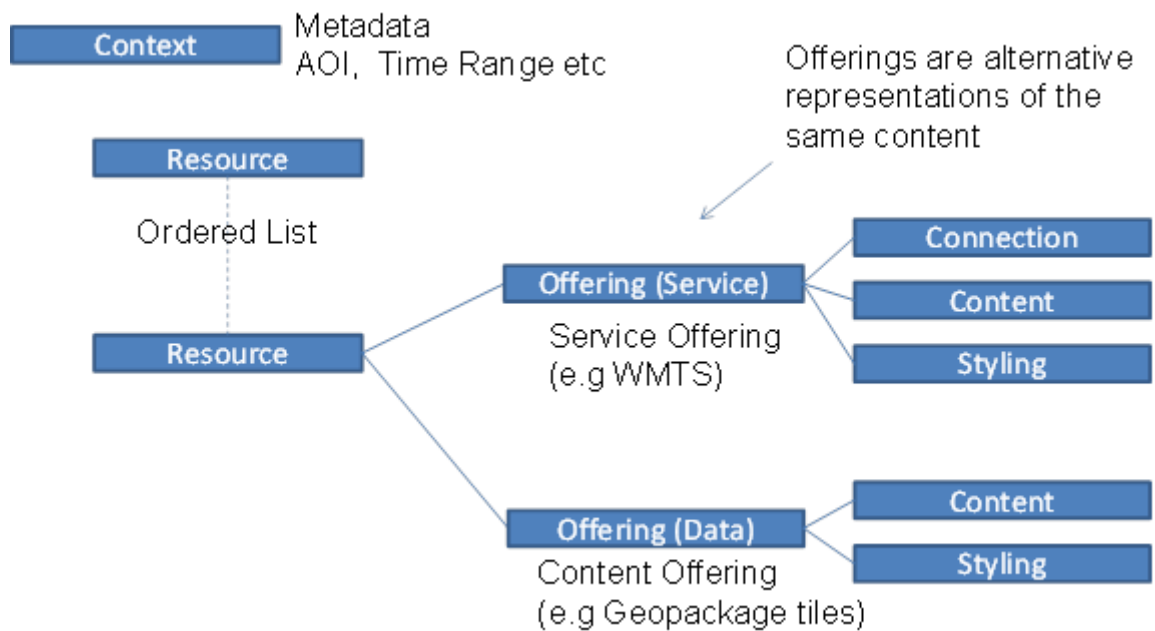 Context
Metadata
AOI, Time Range etc
Offerings are alternative
representations of the
same content
Resource
Ordered List
Resource
Offering (Service)
Service Offering
(e.g WMTS)
Connection
Content
Styling
Offering (Data)
Content Offering
(e.g Geopackage tiles)
Content
Styling